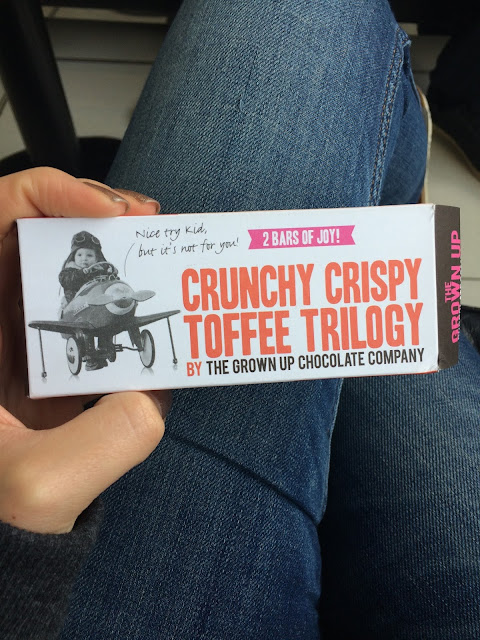 Nice try kid,
but it's not for you!
2 BARS OF JOY!
CRUNCHY CRISPY
TOFFEE TRILOGY
BY THE GROWN UP CHOCOLATE COMPANY
THE
GROWN UP